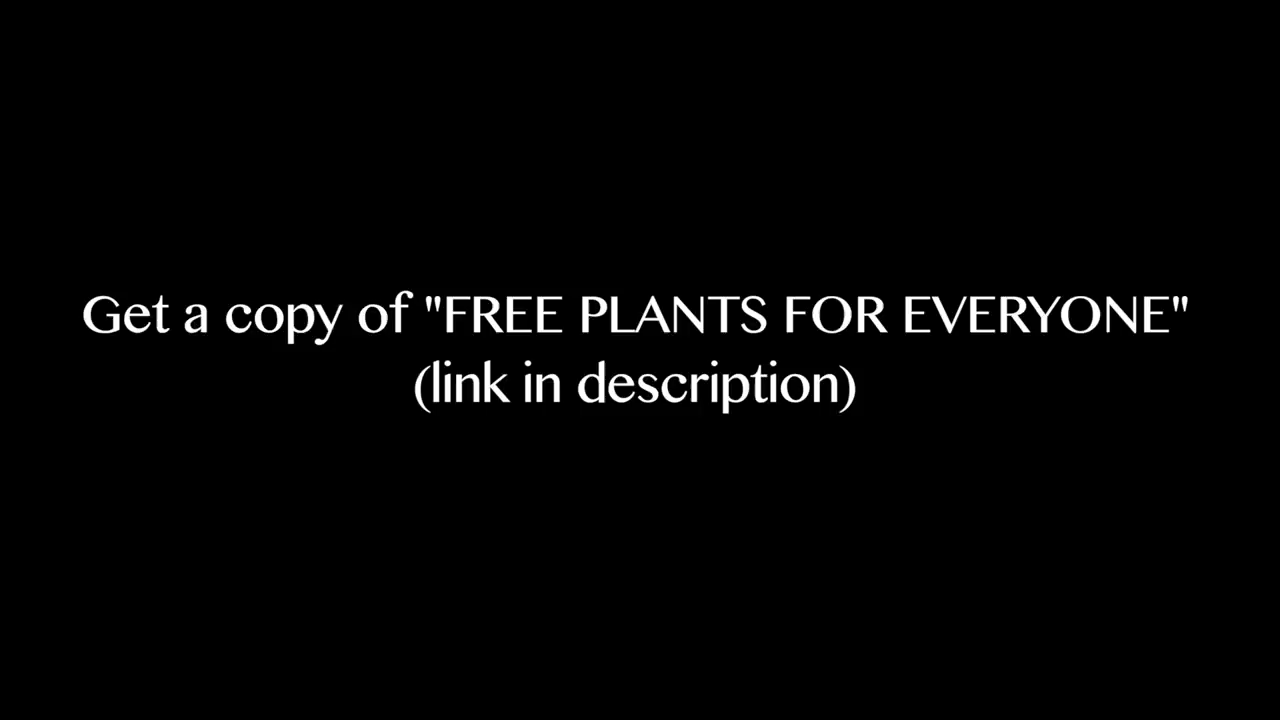 Get a copy of "FREE PLANTS FOR EVERYONE"
(link in description)